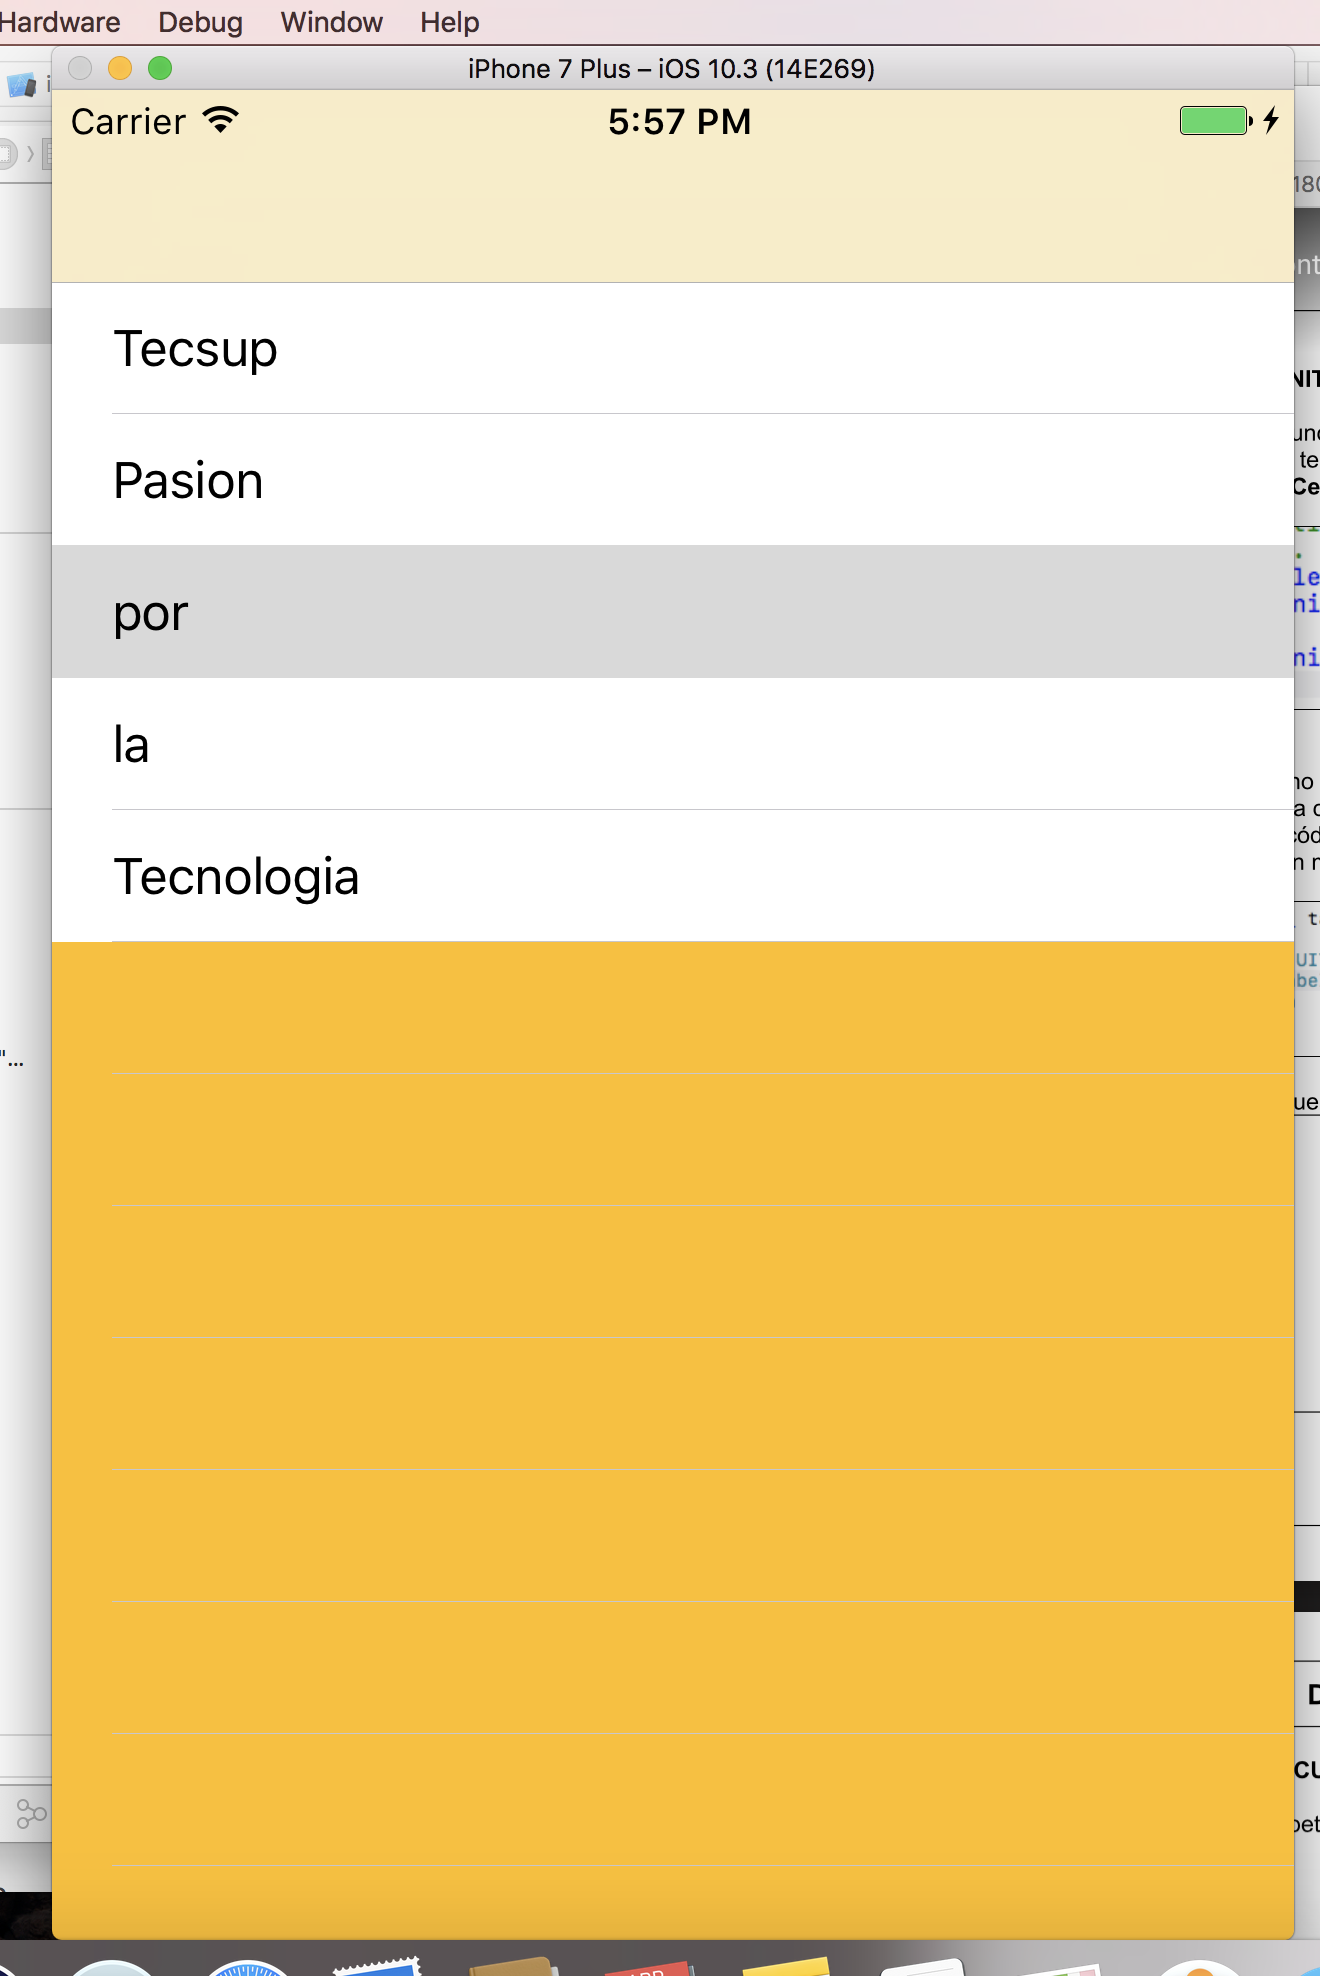 Hardware Debug Window Help
iPhone 7 Plus – iOS 10.3 (14E269)
Carrier 5:57 PM
Tecsup
Pasion
por
la
Tecnologia
"...